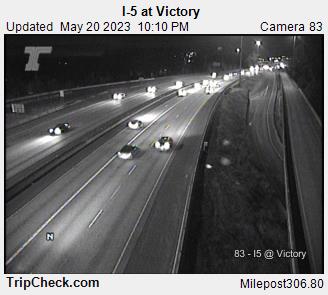 I-5 at Victory
Updated May 20 2023 10:10 PM Camera 83
T
N
83 - I5 @ Victory
TripCheck.com Milepost306.80